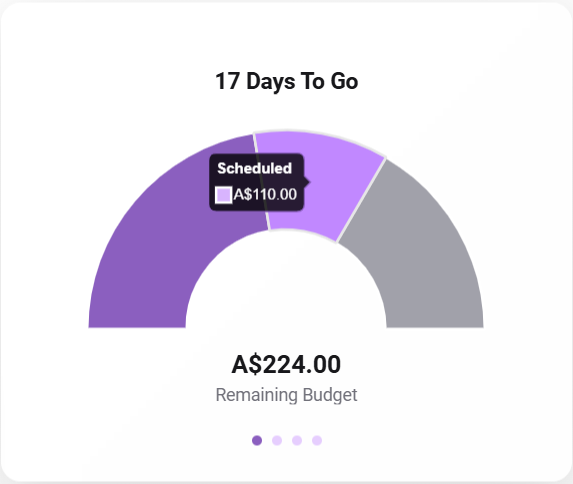 17 Days To Go
Scheduled
A$110.00
A$224.00
Remaining Budget